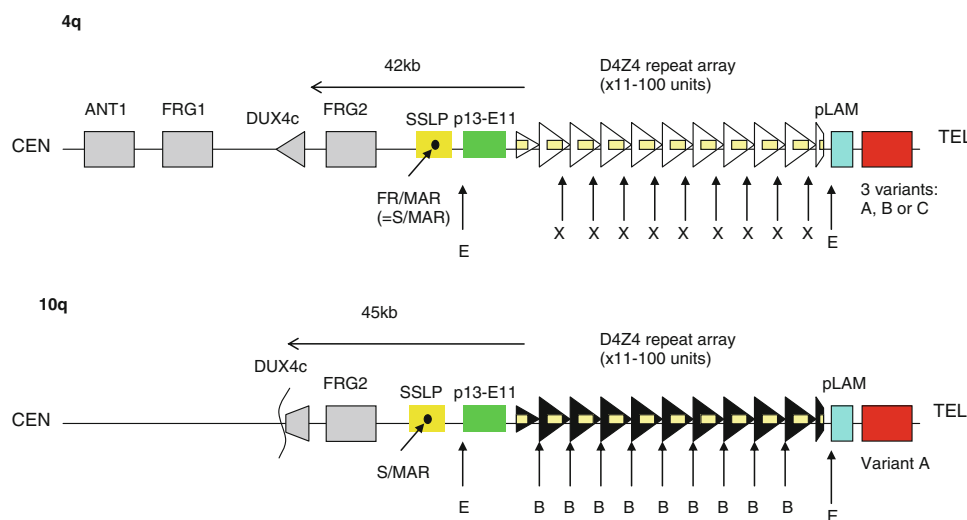 4q
42kb
D4Z4 repeat array
(x11-100 units)
ANT1
FRG1
DUX4c
FRG2
SSLP
p13-E11
pLAM
CEN
TEL
FR/MAR
(=S/MAR)
3 variants:
A, B or C
E
X X X X X X X X X
E
10q
45kb
D4Z4 repeat array
(x11-100 units)
DUX4c
FRG2
SSLP
p13-E11
pLAM
CEN
TEL
S/MAR
Variant A
E
B B B B B B B B B
E